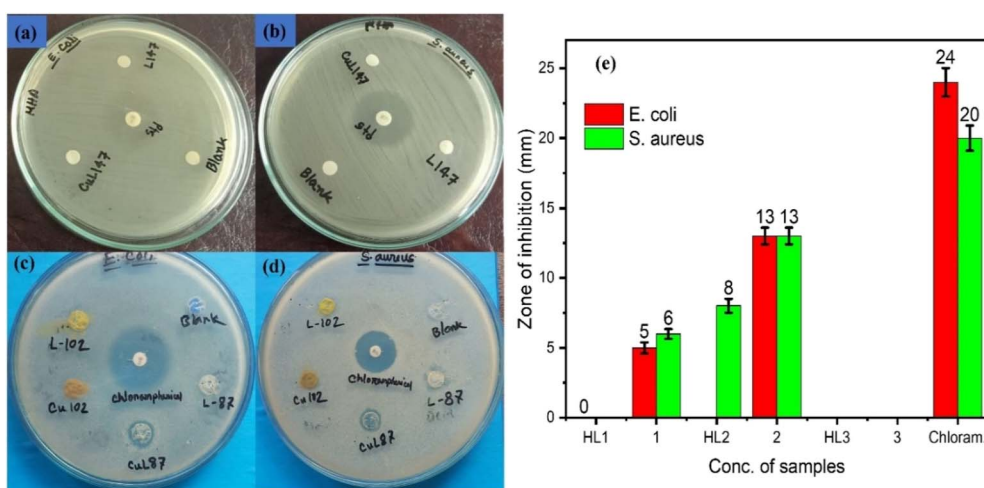 (a)
E. coli
MHA
L147
Std
CuL147
Blank
(b)
MHA
S. aureus
CuL147
Std
Blank
L147
(c)
E. coli
L-102
Blank
Chloramphenicol
Cu102
L-87
CuL87
(d)
S. aureus
L-102
Blank
Chloramphenicol
Cu102
L-87
CuL87
(e)
E. coli
S. aureus
Zone of inhibition (mm)
25
20
15
10
5
0
0
5
6
8
13
13
24
20
HL1
1
HL2
2
HL3
3
Chloram.
Conc. of samples